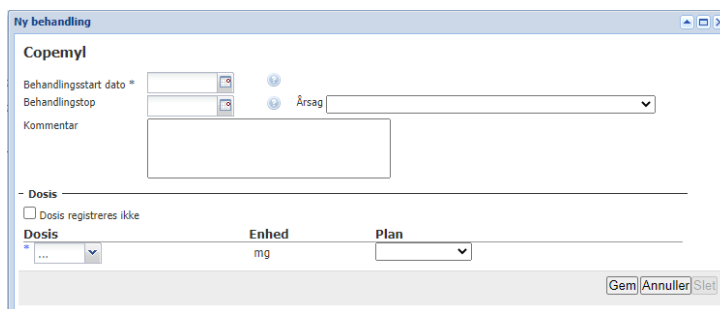 Ny behandling
Copemyl
Behandlingsstart dato *
Behandlingstop
Årsag
Kommentar
Dosis
Dosis registreres ikke
Dosis Enhed Plan
* ... mg
Gem Annuller Slet